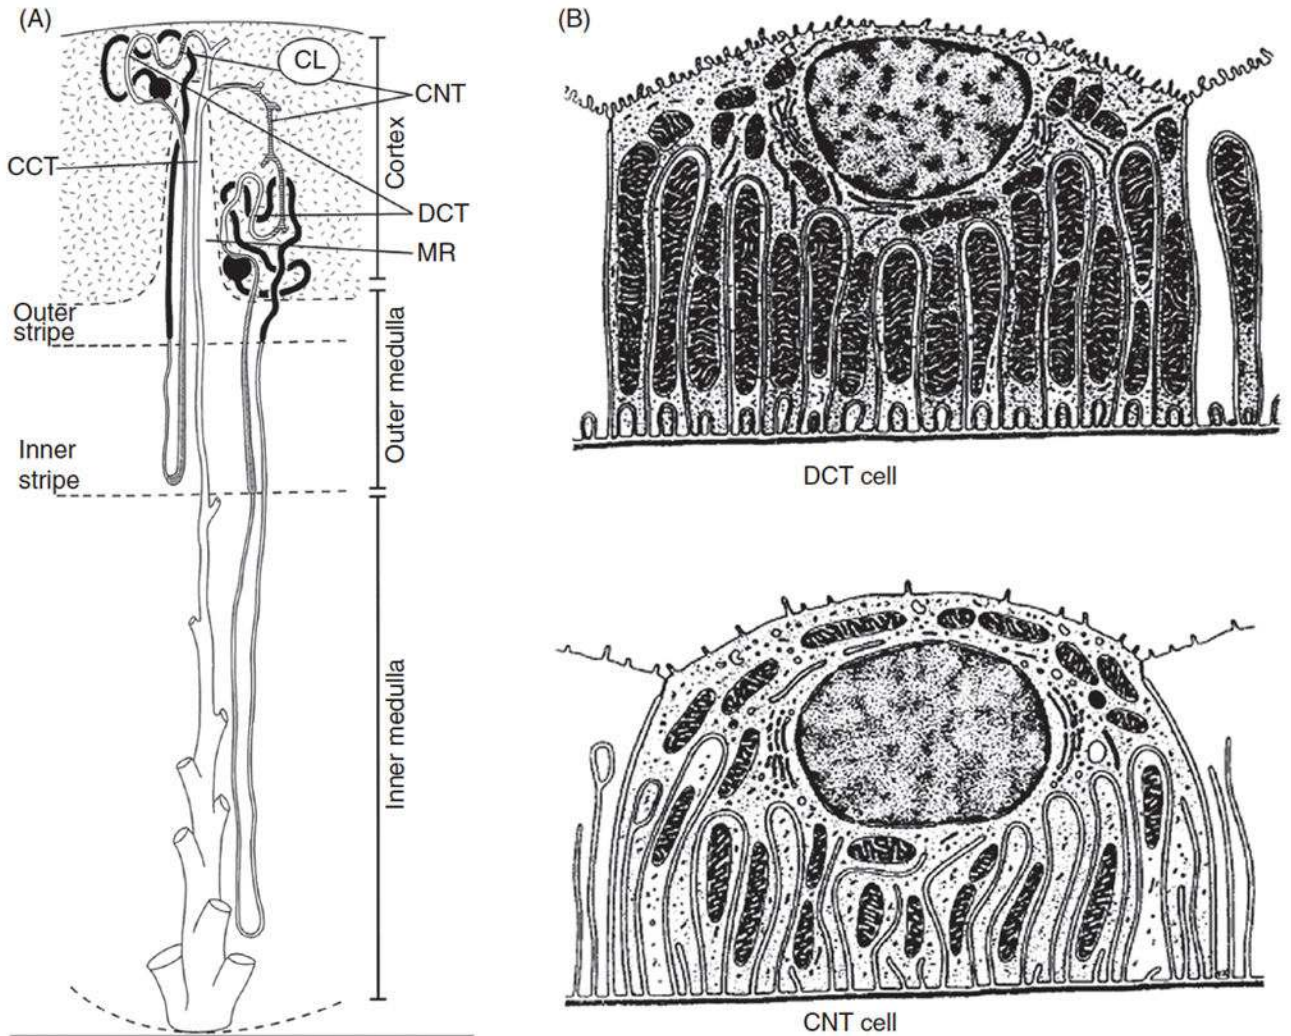 (A)
CL
CNT
CCT
Cortex
DCT
MR
Outer
stripe
Outer medulla
Inner
stripe
Inner medulla
(B)
DCT cell
CNT cell